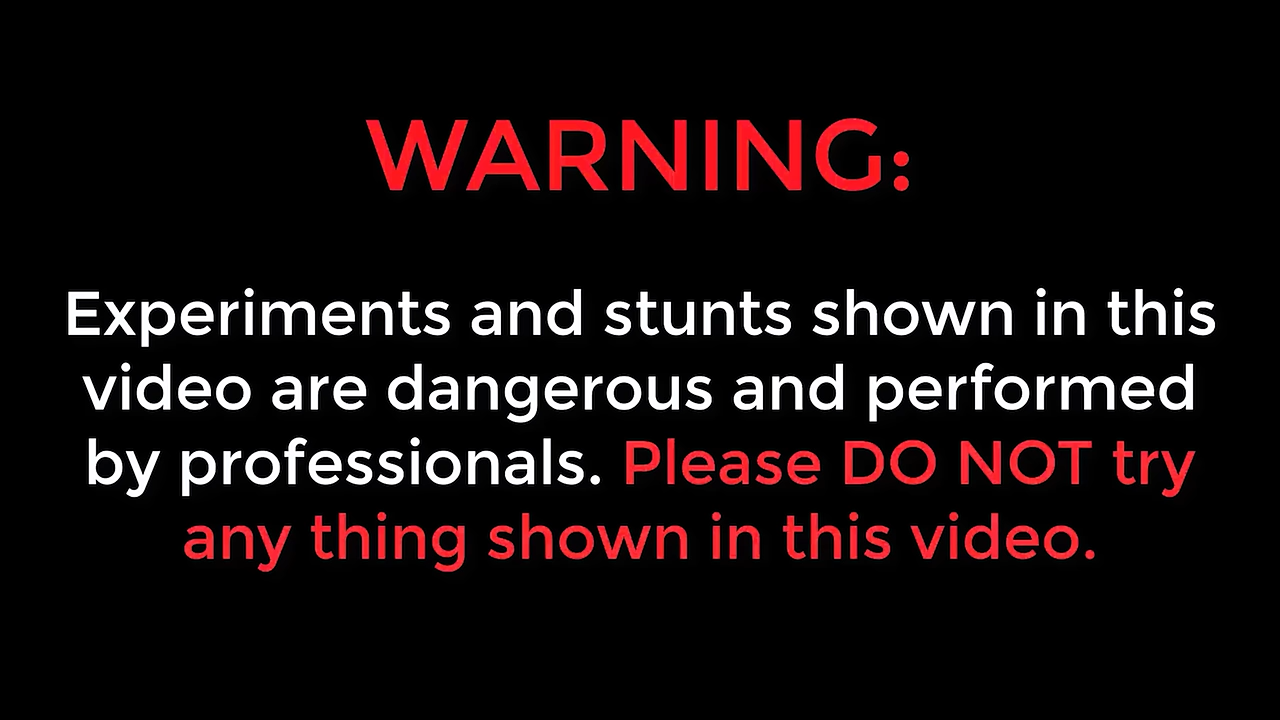 WARNING:
Experiments and stunts shown in this
video are dangerous and performed
by professionals. Please DO NOT try
any thing shown in this video.